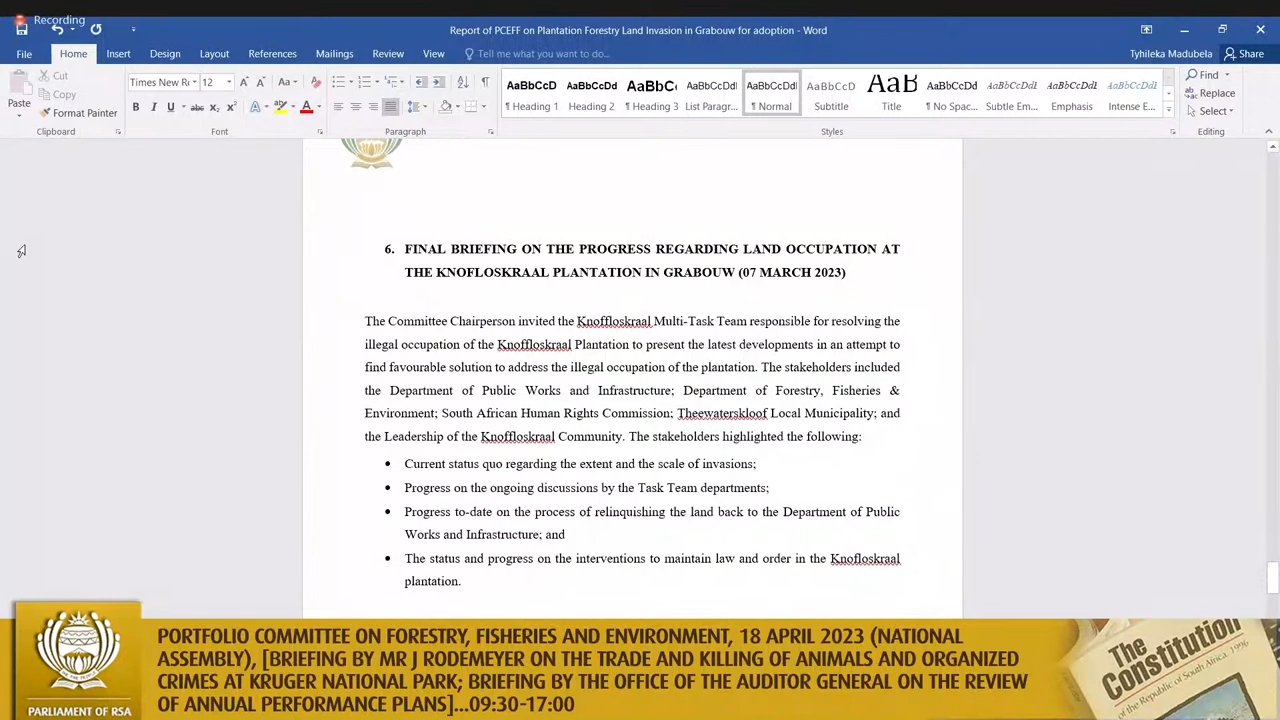 Recording
Report of PCEFF on Plantation Forestry Land Invasion in Grabouw for adoption - Word
File Home Insert Design Layout References Mailings Review View Tell me what you want to do... Tyhileka Madubela Share
Paste
Cut
Copy
Format Painter
Clipboard
Times New Ro 12
B I U abc X₂ X²
Font
Paragraph
AaBbCcD AaBbCcDd AaBbCc AaBbCcDd AaBbCcDd AaBbCcD AaB AaBbCcDd AaBbCcDd AaBbCcDd AaBbCcDd
¶ Heading 1 Heading 2 ¶ Heading 3 List Paragr... ¶ Normal Subtitle Title ¶ No Spac... Subtle Em... Emphasis Intense E...
Styles
Find
Replace
Select
Editing
6. FINAL BRIEFING ON THE PROGRESS REGARDING LAND OCCUPATION AT
THE KNOFLOSKRAAL PLANTATION IN GRABOUW (07 MARCH 2023)
The Committee Chairperson invited the Knoffloskraal Multi-Task Team responsible for resolving the
illegal occupation of the Knoffloskraal Plantation to present the latest developments in an attempt to
find favourable solution to address the illegal occupation of the plantation. The stakeholders included
the Department of Public Works and Infrastructure; Department of Forestry, Fisheries &
Environment; South African Human Rights Commission; Theewaterskloof Local Municipality; and
the Leadership of the Knoffloskraal Community. The stakeholders highlighted the following:
• Current status quo regarding the extent and the scale of invasions;
• Progress on the ongoing discussions by the Task Team departments;
• Progress to-date on the process of relinquishing the land back to the Department of Public
Works and Infrastructure; and
• The status and progress on the interventions to maintain law and order in the Knofloskraal
plantation.
PARLIAMENT OF RSA
PORTFOLIO COMMITTEE ON FORESTRY, FISHERIES AND ENVIRONMENT, 18 APRIL 2023 (NATIONAL
ASSEMBLY), [BRIEFING BY MR J RODEMEYER ON THE TRADE AND KILLING OF ANIMALS AND ORGANIZED
CRIMES AT KRUGER NATIONAL PARK; BRIEFING BY THE OFFICE OF THE AUDITOR GENERAL ON THE REVIEW
OF ANNUAL PERFORMANCE PLANS]...09:30-17:00
The
Constitution
of the Republic of South Africa, 1996